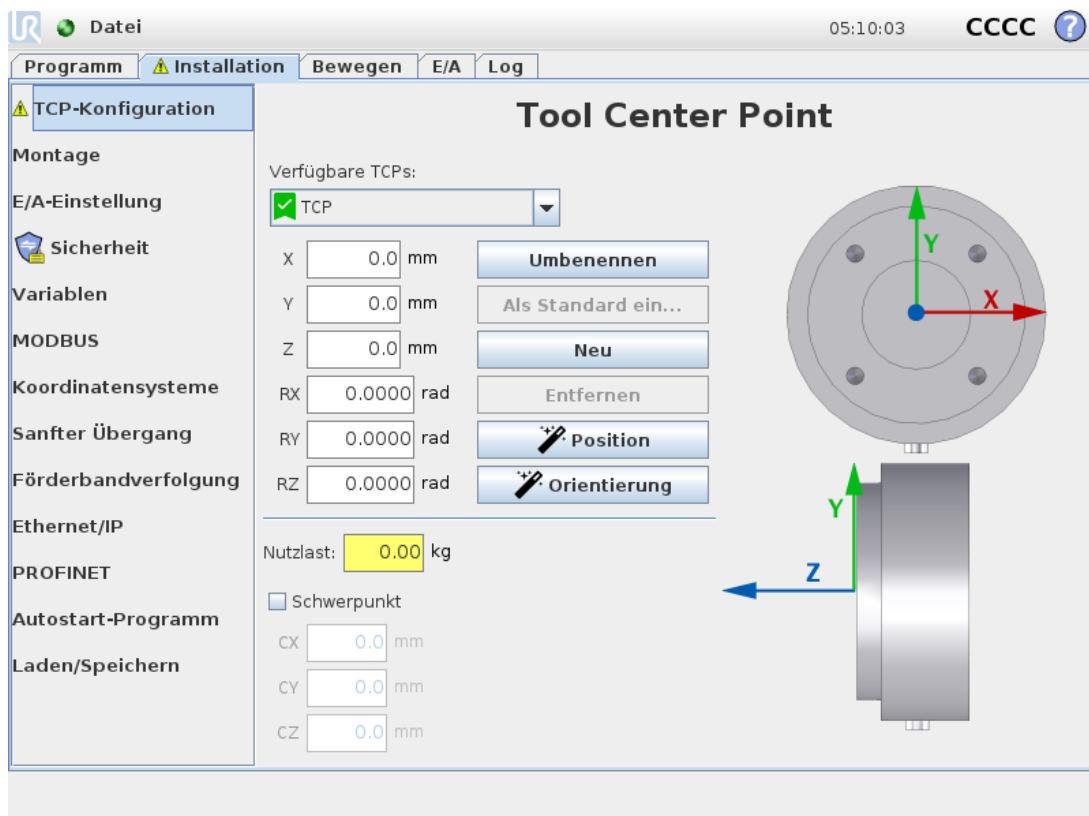 UR Datei 05:10:03 CCCC ?
Programm Installation Bewegen E/A Log
TCP-Konfiguration
Montage
E/A-Einstellung
Sicherheit
Variablen
MODBUS
Koordinatensysteme
Sanfter Übergang
Förderbandverfolgung
Ethernet/IP
PROFINET
Autostart-Programm
Laden/Speichern
Tool Center Point
Verfügbare TCPs:
TCP
X 0.0 mm Umbenennen
Y 0.0 mm Als Standard ein...
Z 0.0 mm Neu
RX 0.0000 rad Entfernen
RY 0.0000 rad Position
RZ 0.0000 rad Orientierung
Nutzlast: 0.00 kg
Schwerpunkt
CX 0.0 mm
CY 0.0 mm
CZ 0.0 mm
Y
X
Y
Z